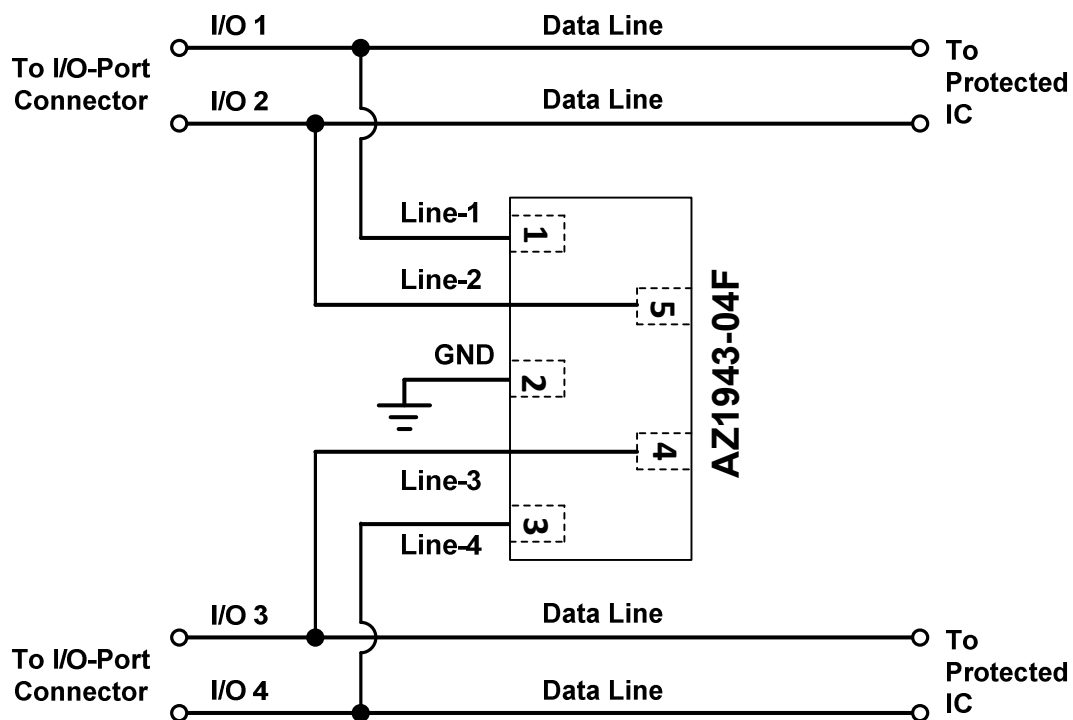 I/O 1
Data Line
To I/O-Port
Connector
To
Protected
IC
I/O 2
Data Line
Line-1
1
Line-2
5
GND
2
AZ1943-04F
4
Line-3
3
Line-4
I/O 3
Data Line
To I/O-Port
Connector
To
Protected
IC
I/O 4
Data Line